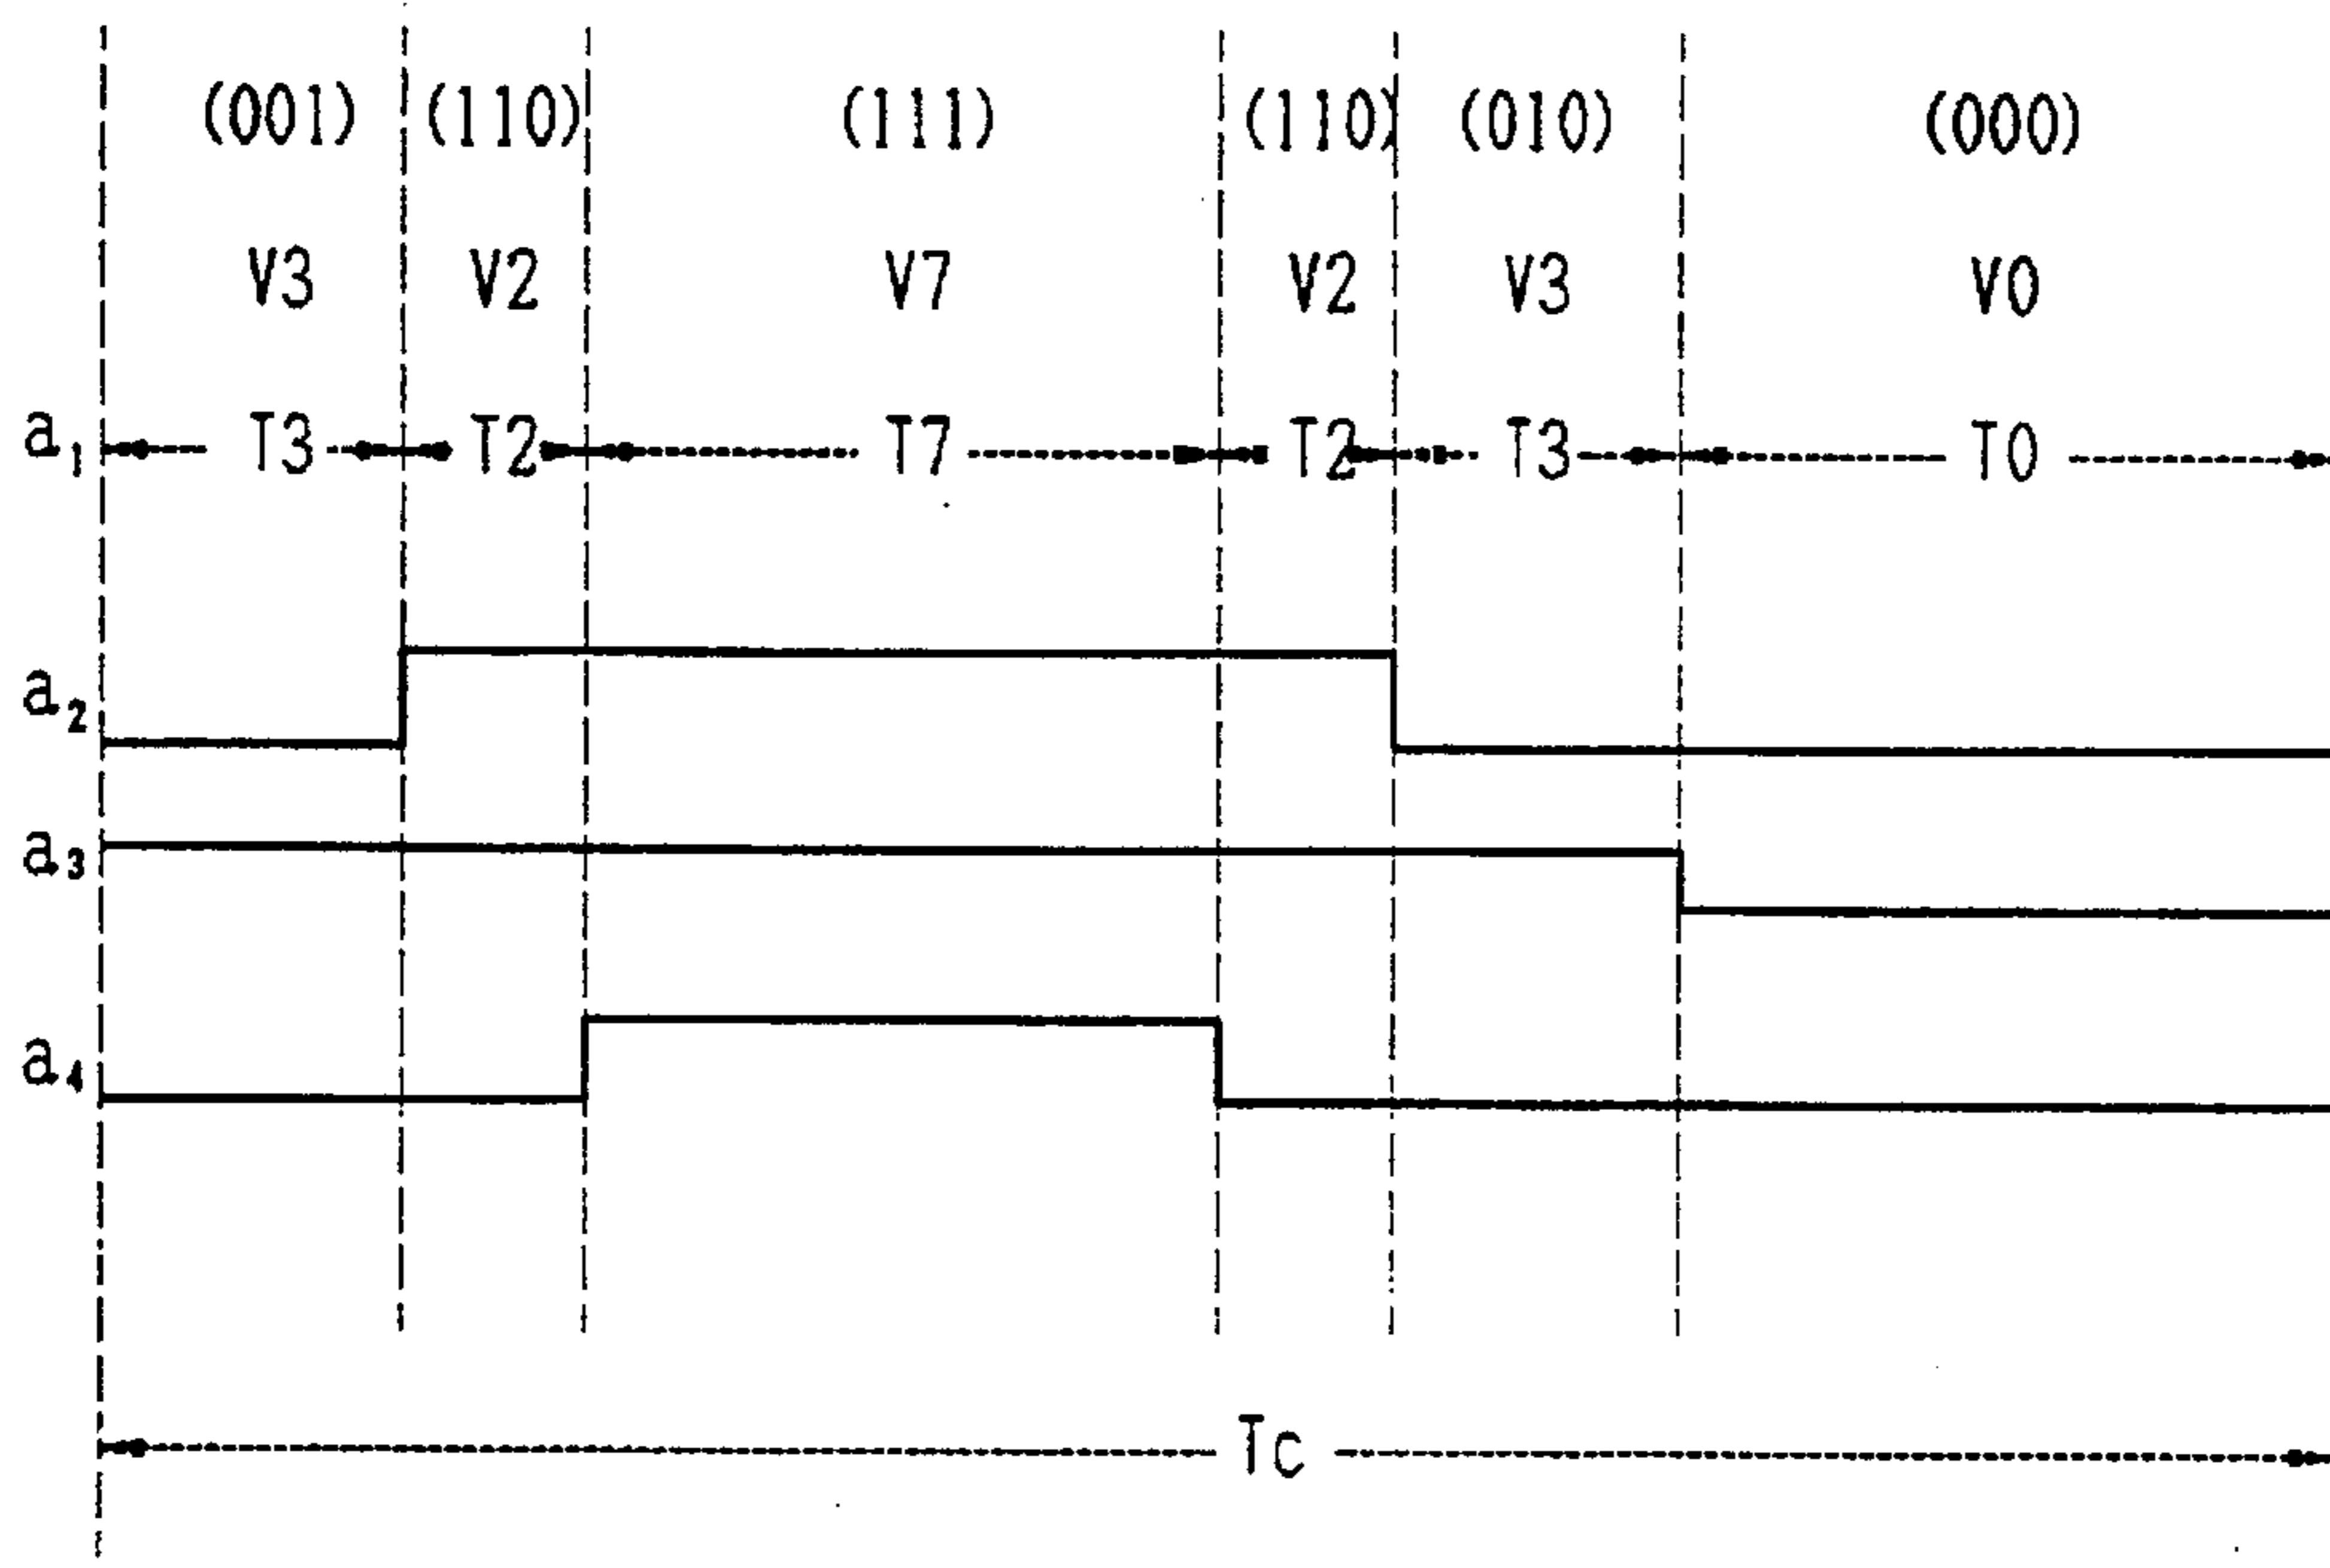 (001) (110) (111) (110) (010) (000)
V3 V2 V7 V2 V3 V0
a₁ T3 T2 T7 T2 T3 T0
a₂
a₃
a₄
Tc